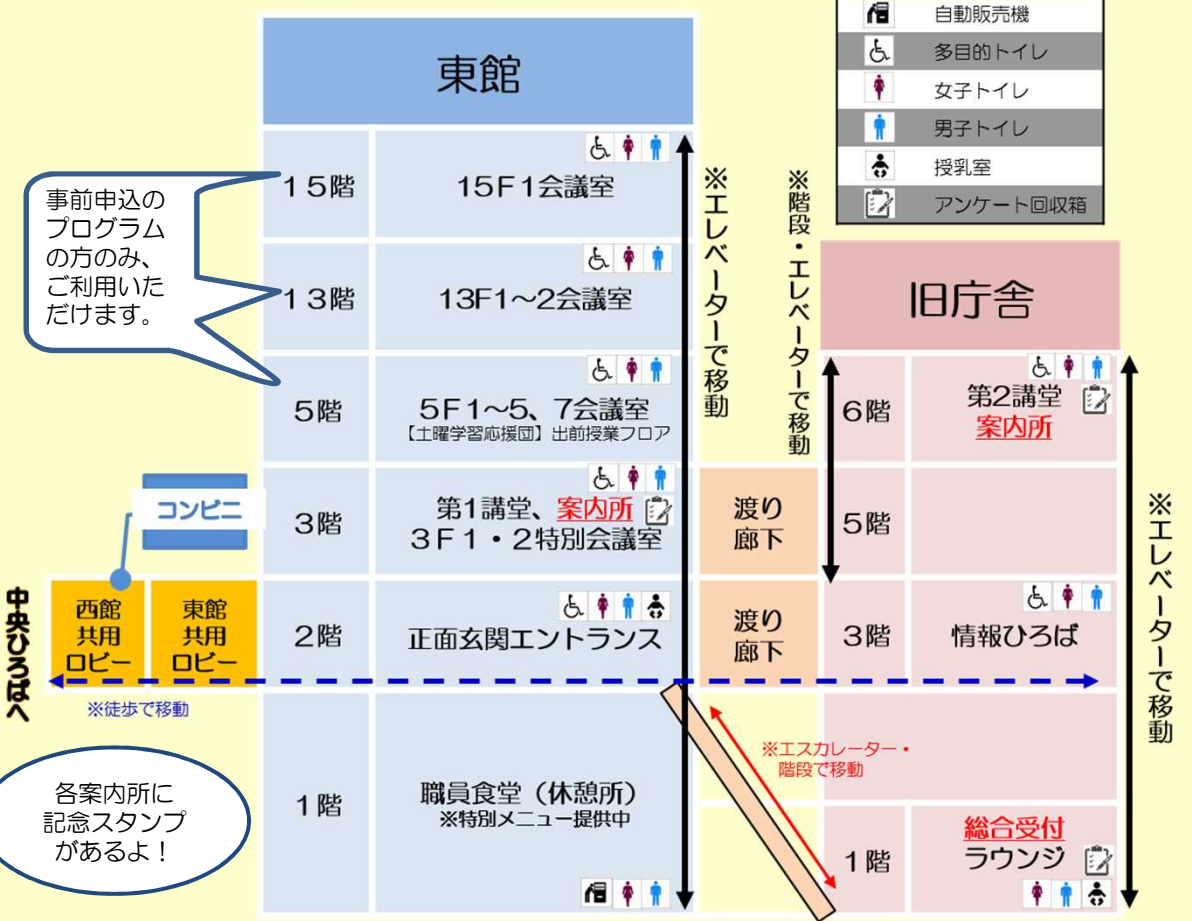 自動販売機
多目的トイレ
女子トイレ
男子トイレ
授乳室
アンケート回収箱
東館
15階
15F1会議室
13階
13F1～2会議室
5階
5F1～5、7会議室
【土曜学習応援団】出前授業フロア
3階
第1講堂、案内所
3F1・2特別会議室
2階
正面玄関エントランス
1階
職員食堂（休憩所）
※特別メニュー提供中
事前申込の
プログラム
の方のみ、
ご利用いた
だけます。
コンビニ
西館
共用
ロビー
東館
共用
ロビー
中央ひろばへ
※徒歩で移動
各案内所に
記念スタンプ
があるよ！
※エレベーターで移動
※階段・エレベーターで移動
渡り
廊下
渡り
廊下
※エスカレーター・
階段で移動
旧庁舎
6階
第2講堂
案内所
5階
3階
情報ひろば
1階
総合受付
ラウンジ
※エレベーターで移動